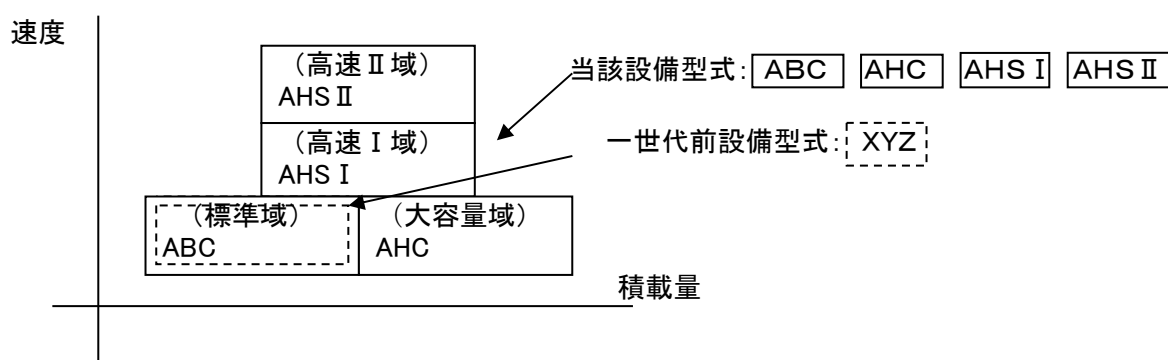 速度
（高速Ⅱ域）
AHSⅡ
当該設備型式： ABC AHC AHSⅠ AHSⅡ
（高速Ⅰ域）
AHSⅠ
一世代前設備型式： XYZ
（標準域）
ABC
（大容量域）
AHC
積載量